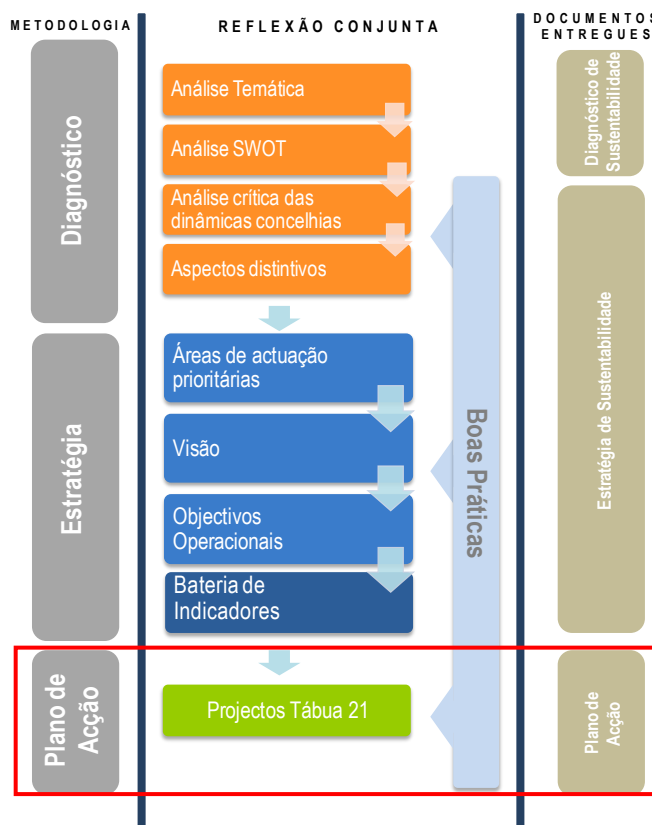 METODOLOGIA
REFLEXÃO CONJUNTA
DOCUMENTOS
ENTREGUES
Diagnóstico
Análise Temática
Análise SWOT
Análise crítica das
dinâmicas concelhias
Aspectos distintivos
Diagnóstico de
Sustentabilidade
Estratégia
Áreas de actuação
prioritárias
Visão
Objectivos
Operacionais
Bateria de
Indicadores
Boas Práticas
Estratégia de Sustentabilidade
Plano de
Acção
Projectos Tábua 21
Plano de
Acção